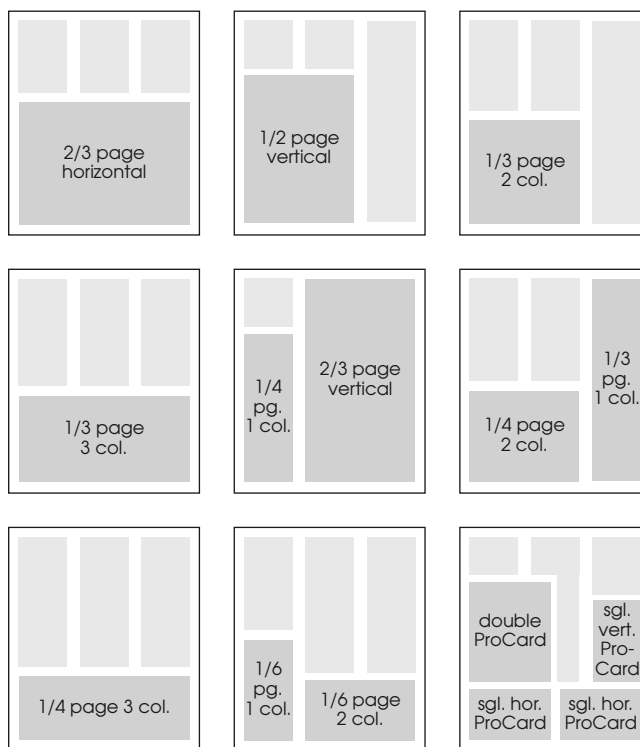 2/3 page
horizontal
1/2 page
vertical
1/3 page
2 col.
1/3 page
3 col.
1/4
pg.
1 col.
2/3 page
vertical
1/4 page
2 col.
1/3
pg.
1 col.
1/4 page 3 col.
1/6
pg.
1 col.
1/6 page
2 col.
double
ProCard
sgl.
vert.
Pro-
Card
sgl. hor.
ProCard
sgl. hor.
ProCard